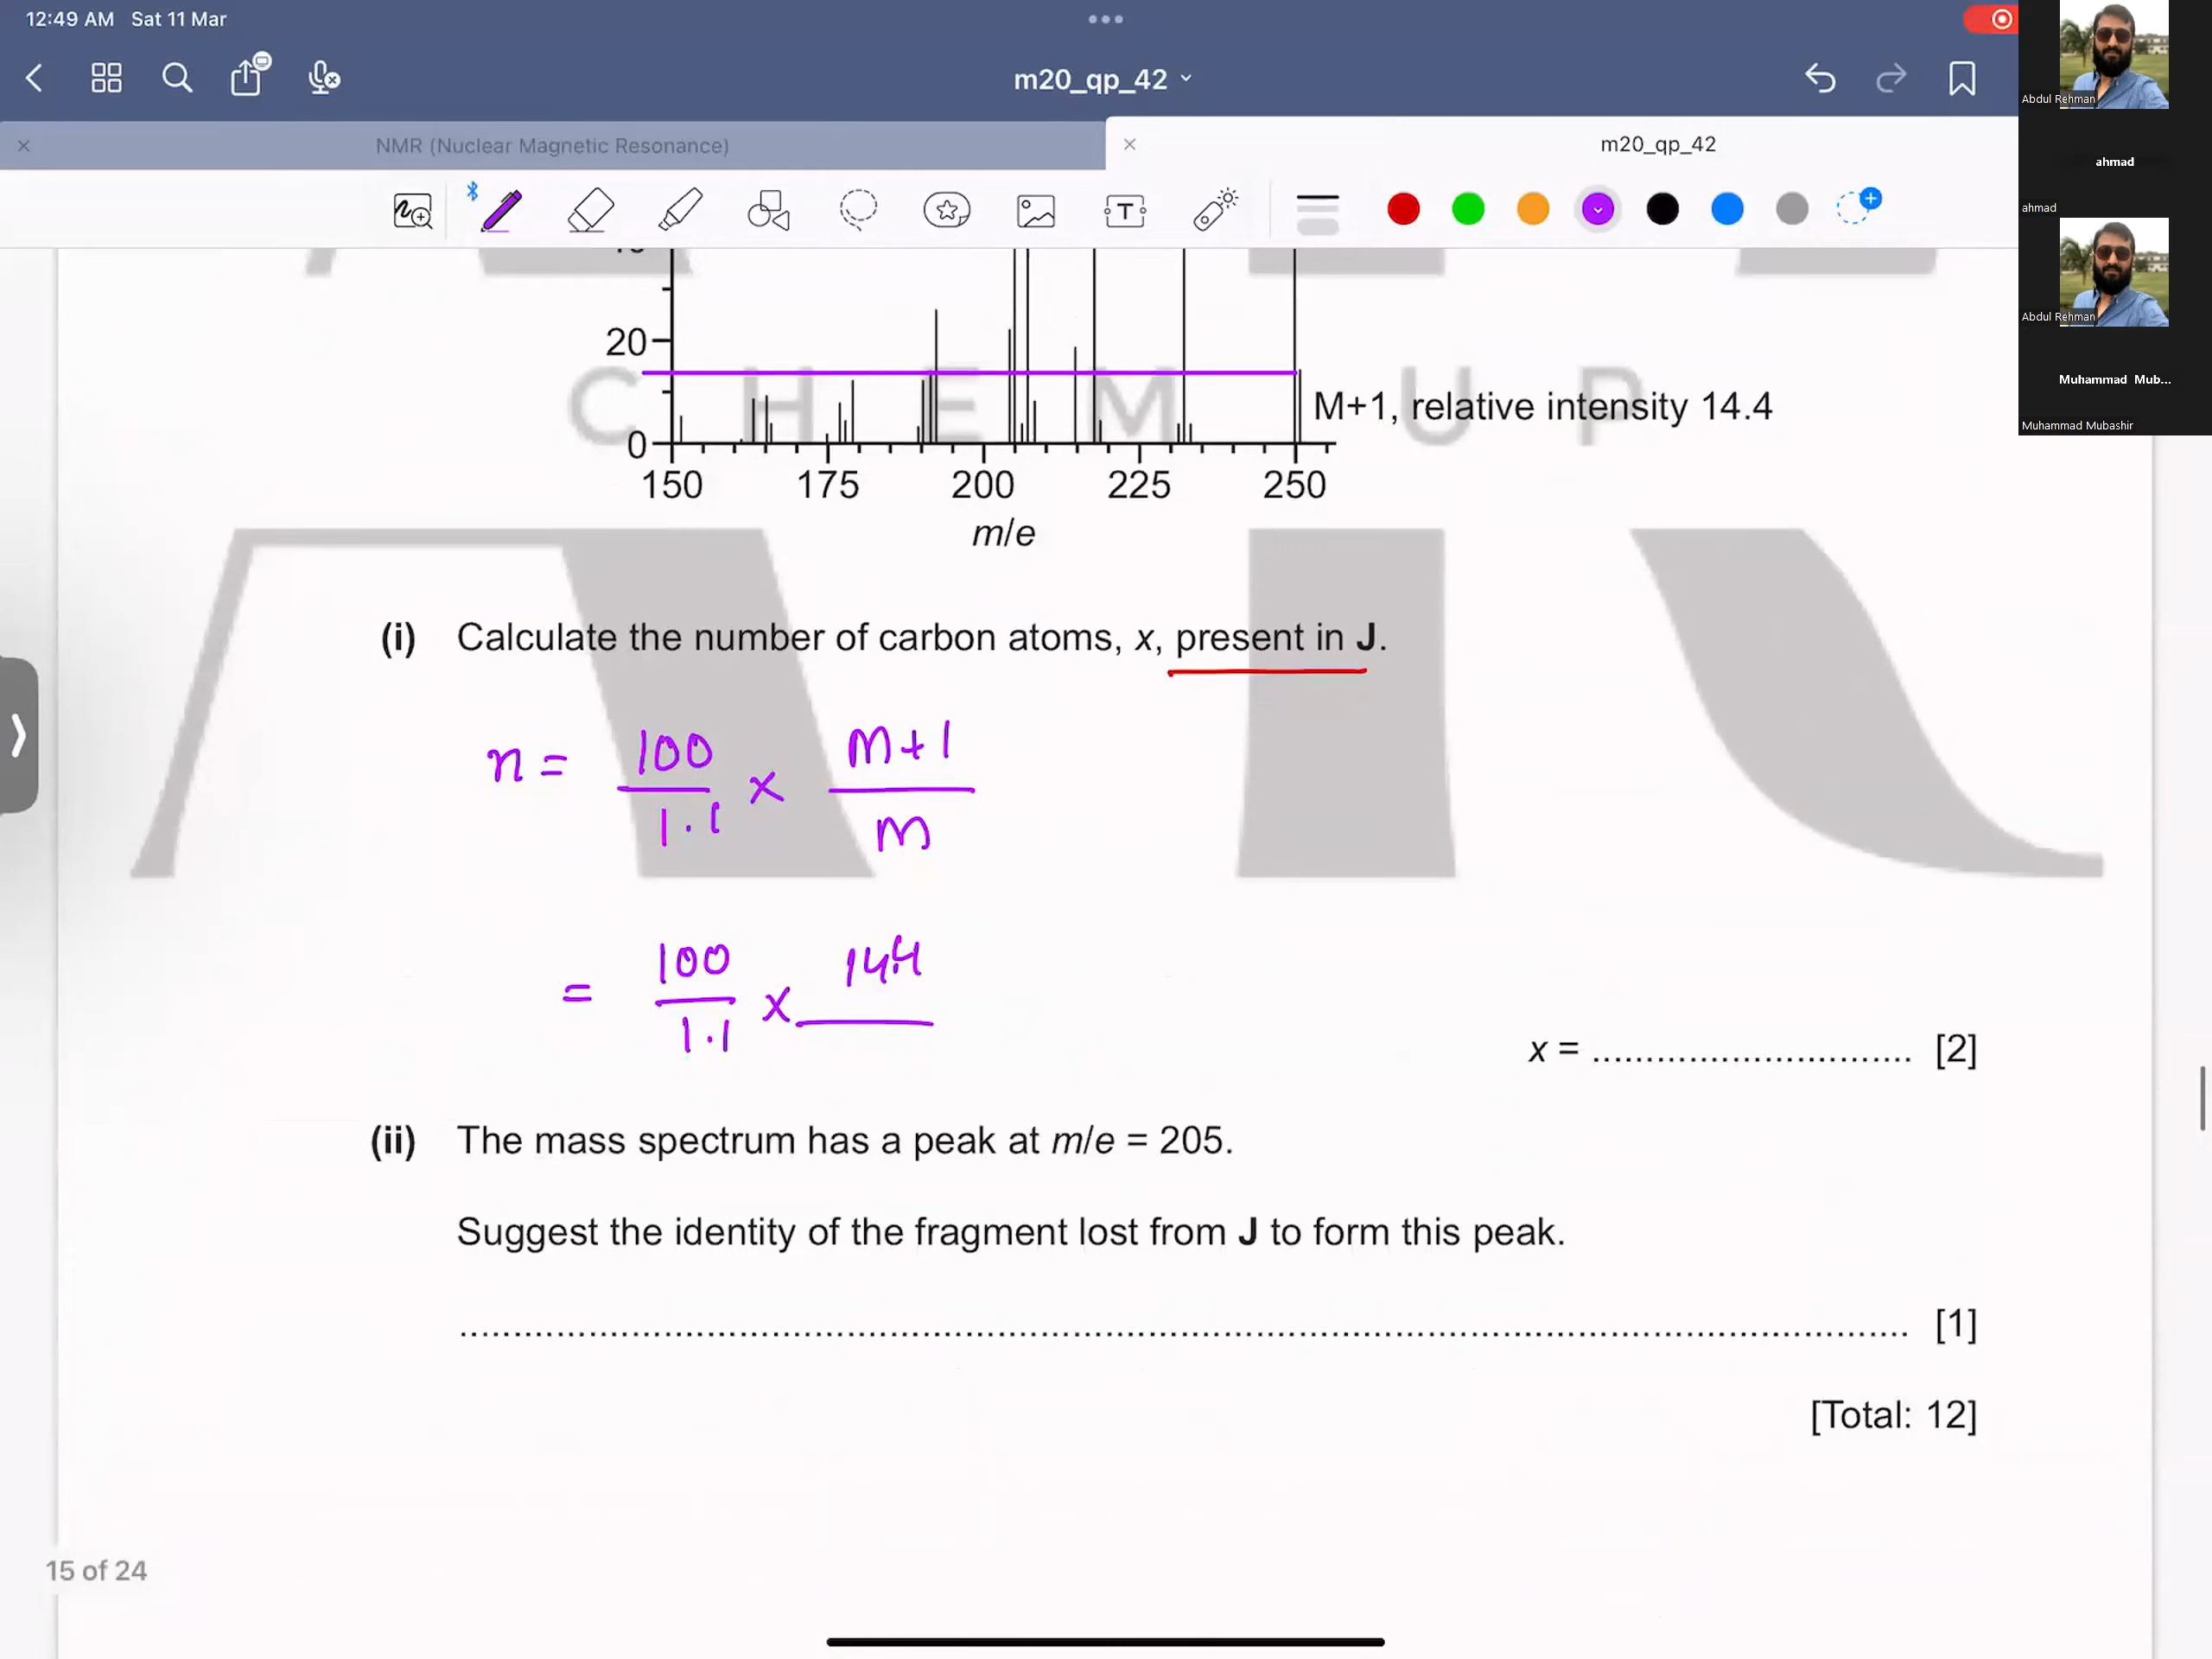 12:49 AM Sat 11 Mar
m20_qp_42
NMR (Nuclear Magnetic Resonance)
m20_qp_42
Abdul Rehman
ahmad
ahmad
Abdul Rehman
Muhammad Mub...
Muhammad Mubashir
20
0
150 175 200 225 250
m/e
M+1, relative intensity 14.4
C H E M U P
(i) Calculate the number of carbon atoms, x, present in J.
n = 100 / 1.1 × M+1 / M
= 100 / 1.1 × 14.4
x = .............................. [2]
(ii) The mass spectrum has a peak at m/e = 205.
Suggest the identity of the fragment lost from J to form this peak.
.............................................................................................................................. [1]
[Total: 12]
15 of 24